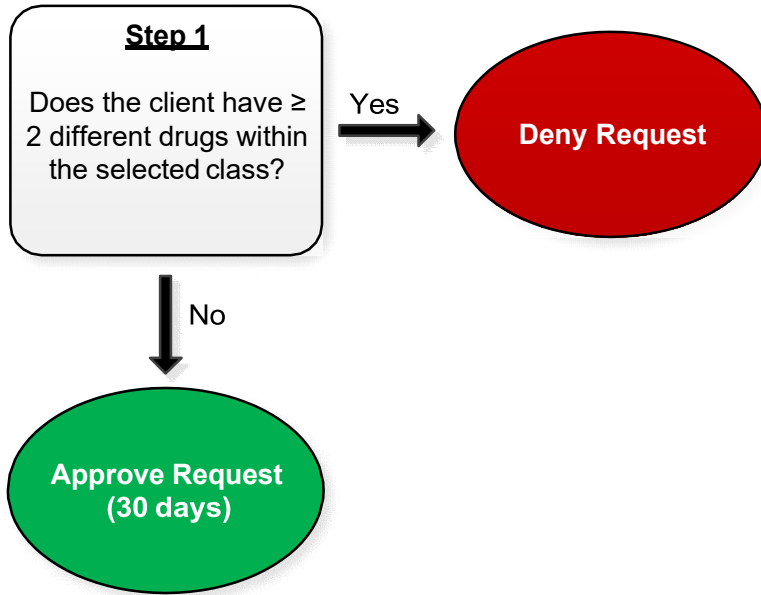 Step 1
Does the client have ≥
2 different drugs within
the selected class?
Yes
Deny Request
No
Approve Request
(30 days)